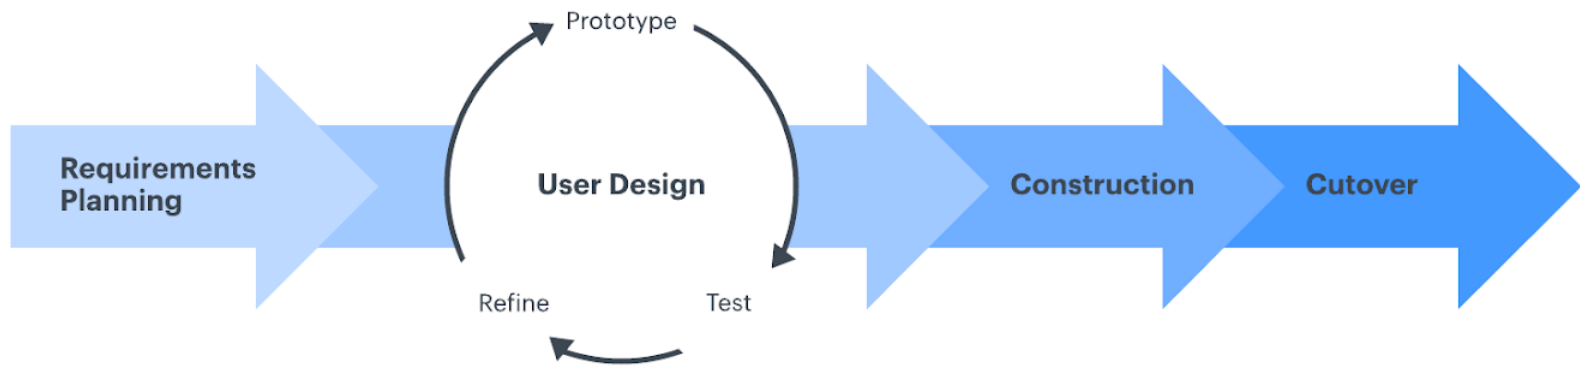 Prototype
Requirements
Planning
User Design
Construction
Cutover
Refine
Test